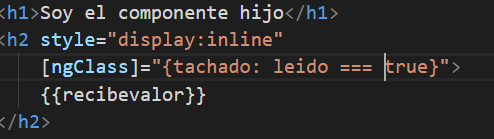 <h1>Soy el componente hijo</h1>
<h2 style="display:inline"
[ngClass]="{tachado: leido === true}">
{{recibevalor}}
</h2>